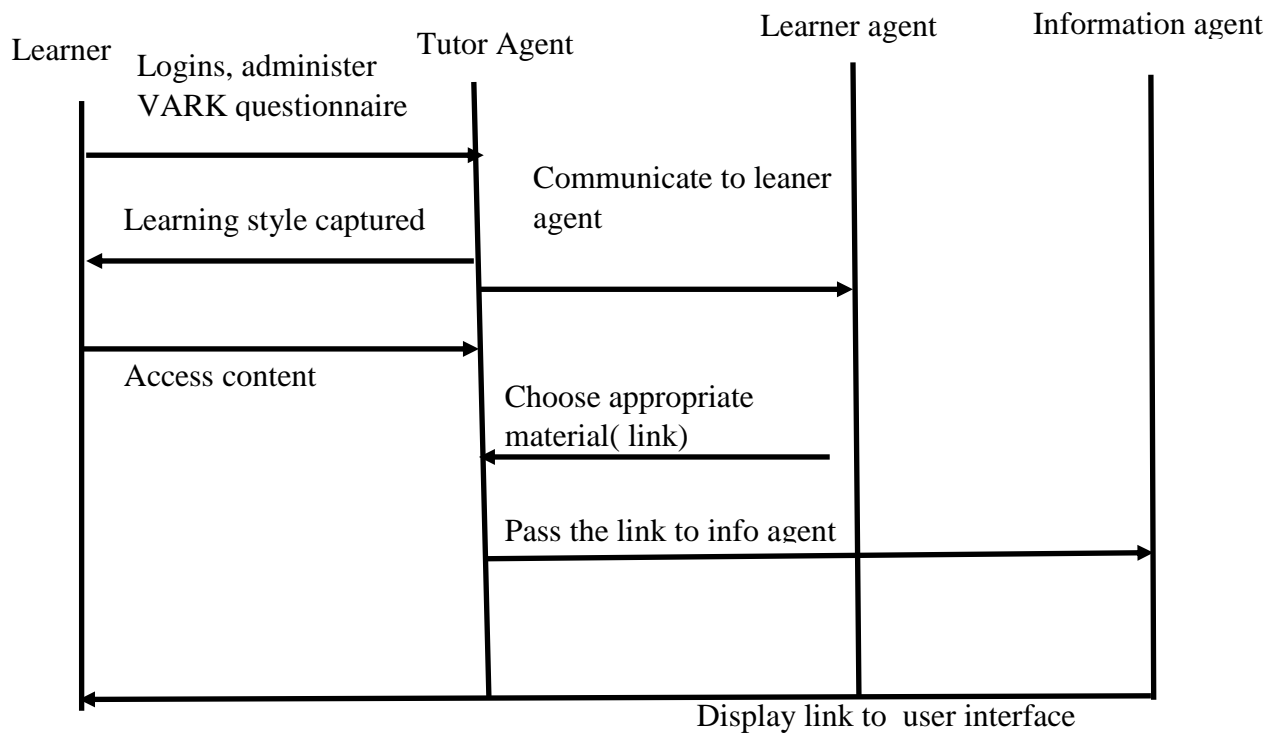 Learner
Tutor Agent
Learner agent
Information agent
Logins, administer
VARK questionnaire
Communicate to leaner
agent
Learning style captured
Access content
Choose appropriate
material( link)
Pass the link to info agent
Display link to  user interface